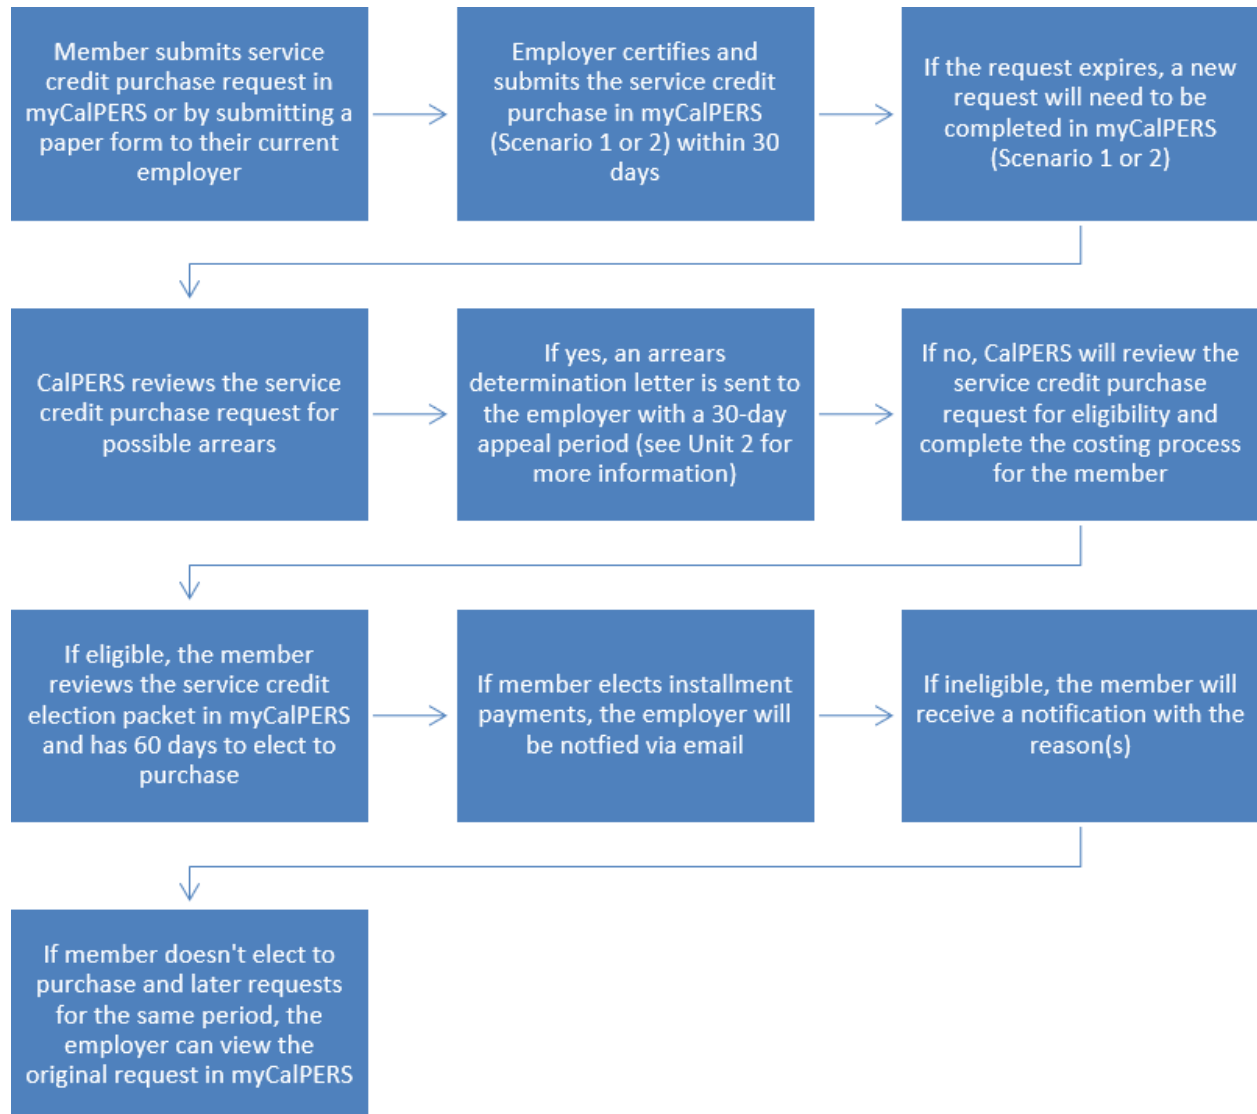 Member submits service
credit purchase request in
myCalPERS or by submitting a
paper form to their current
employer
Employer certifies and
submits the service credit
purchase in myCalPERS
(Scenario 1 or 2) within 30
days
If the request expires, a new
request will need to be
completed in myCalPERS
(Scenario 1 or 2)
CalPERS reviews the service
credit purchase request for
possible arrears
If yes, an arrears
determination letter is sent to
the employer with a 30-day
appeal period (see Unit 2 for
more information)
If no, CalPERS will review the
service credit purchase
request for eligibility and
complete the costing process
for the member
If eligible, the member
reviews the service credit
election packet in myCalPERS
and has 60 days to elect to
purchase
If member elects installment
payments, the employer will
be notfied via email
If ineligible, the member will
receive a notification with the
reason(s)
If member doesn't elect to
purchase and later requests
for the same period, the
employer can view the
original request in myCalPERS